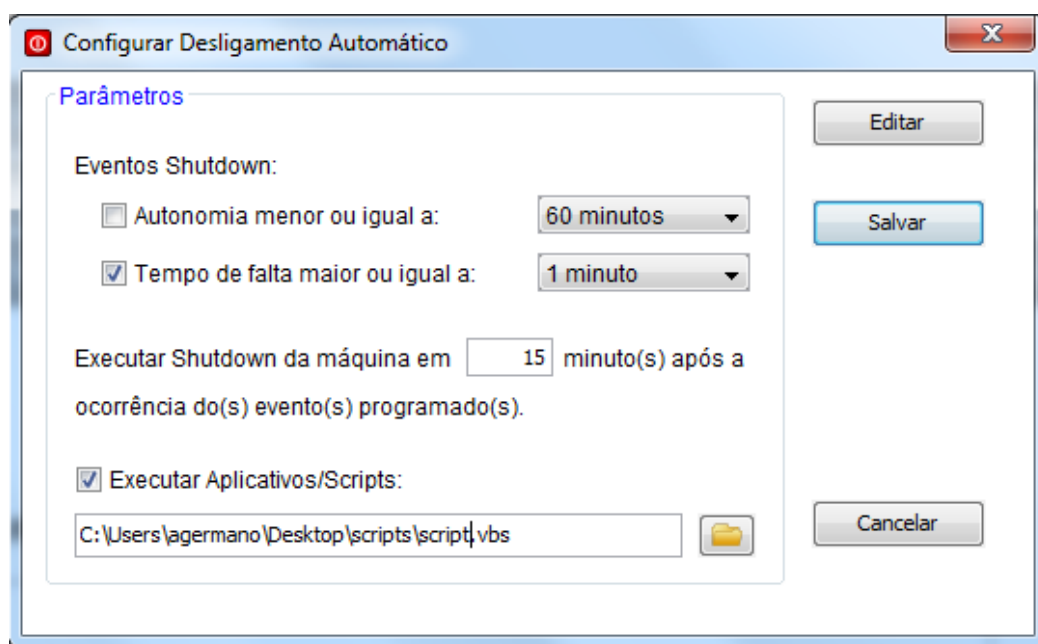 Configurar Desligamento Automático
Parâmetros
Editar
Eventos Shutdown:
Autonomia menor ou igual a: 60 minutos
Salvar
Tempo de falta maior ou igual a: 1 minuto
Executar Shutdown da máquina em 15 minuto(s) após a
ocorrência do(s) evento(s) programado(s).
Executar Aplicativos/Scripts:
C:\Users\agermano\Desktop\scripts\script.vbs
Cancelar